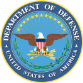 DEPARTMENT OF DEFENSE
UNITED STATES OF AMERICA